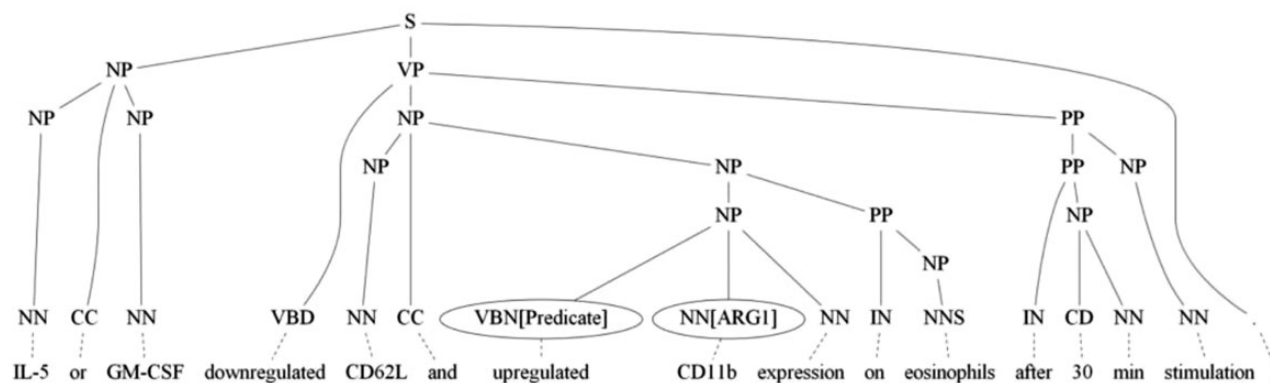 S
NP VP
NP NP NP PP
NP NP PP NP
NP PP NP
NP
NN CC NN VBD NN CC VBN[Predicate] NN[ARG1] NN IN NNS IN CD NN NN .
IL-5 or GM-CSF downregulated CD62L and upregulated CD11b expression on eosinophils after 30 min stimulation .